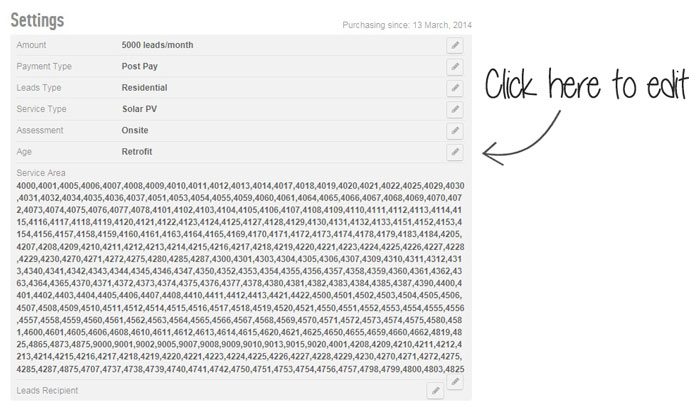 Settings
Purchasing since: 13 March, 2014
Amount 5000 leads/month
Payment Type Post Pay
Leads Type Residential
Service Type Solar PV
Assessment Onsite
Age Retrofit
Click here to edit
Service Area
4000,4001,4005,4006,4007,4008,4009,4010,4011,4012,4013,4014,4017,4018,4019,4020,4021,4022,4025,4029,4030
,4031,4032,4034,4035,4036,4037,4051,4053,4054,4055,4059,4060,4061,4064,4065,4066,4067,4068,4069,4070,407
2,4073,4074,4075,4076,4077,4078,4101,4102,4103,4104,4105,4106,4107,4108,4109,4110,4111,4112,4113,4114,41
15,4116,4117,4118,4119,4120,4121,4122,4123,4124,4125,4127,4128,4129,4130,4131,4132,4133,4151,4152,4153,4
154,4156,4157,4158,4159,4160,4161,4163,4164,4165,4169,4170,4171,4172,4173,4174,4178,4179,4183,4184,4205,
4207,4208,4209,4210,4211,4212,4213,4214,4215,4216,4217,4218,4219,4220,4221,4223,4224,4225,4226,4227,4228
,4229,4230,4270,4271,4272,4275,4280,4285,4287,4300,4301,4303,4304,4305,4306,4307,4309,4310,4311,4312,431
3,4340,4341,4342,4343,4344,4345,4346,4347,4350,4352,4353,4354,4355,4356,4357,4358,4359,4360,4361,4362,43
63,4364,4365,4370,4371,4372,4373,4374,4375,4376,4377,4378,4380,4381,4382,4383,4384,4385,4387,4390,4400,4
401,4402,4403,4404,4405,4406,4407,4408,4410,4411,4412,4413,4421,4422,4500,4501,4502,4503,4504,4505,4506,
4507,4508,4509,4510,4511,4512,4514,4515,4516,4517,4518,4519,4520,4521,4550,4551,4552,4553,4554,4555,4556
,4557,4558,4559,4560,4561,4562,4563,4564,4565,4566,4567,4568,4569,4570,4571,4572,4573,4574,4575,4580,458
1,4600,4601,4605,4606,4608,4610,4611,4612,4613,4614,4615,4620,4621,4625,4650,4655,4659,4660,4662,4819,48
25,4865,4873,4875,9000,9001,9002,9005,9007,9008,9009,9010,9013,9015,9020,4001,4208,4209,4210,4211,4212,4
213,4214,4215,4216,4217,4218,4219,4220,4221,4223,4224,4225,4226,4227,4228,4229,4230,4270,4271,4272,4275,
4285,4287,4875,4707,4737,4738,4739,4740,4741,4742,4750,4751,4753,4754,4756,4757,4798,4799,4800,4803,4825
Leads Recipient